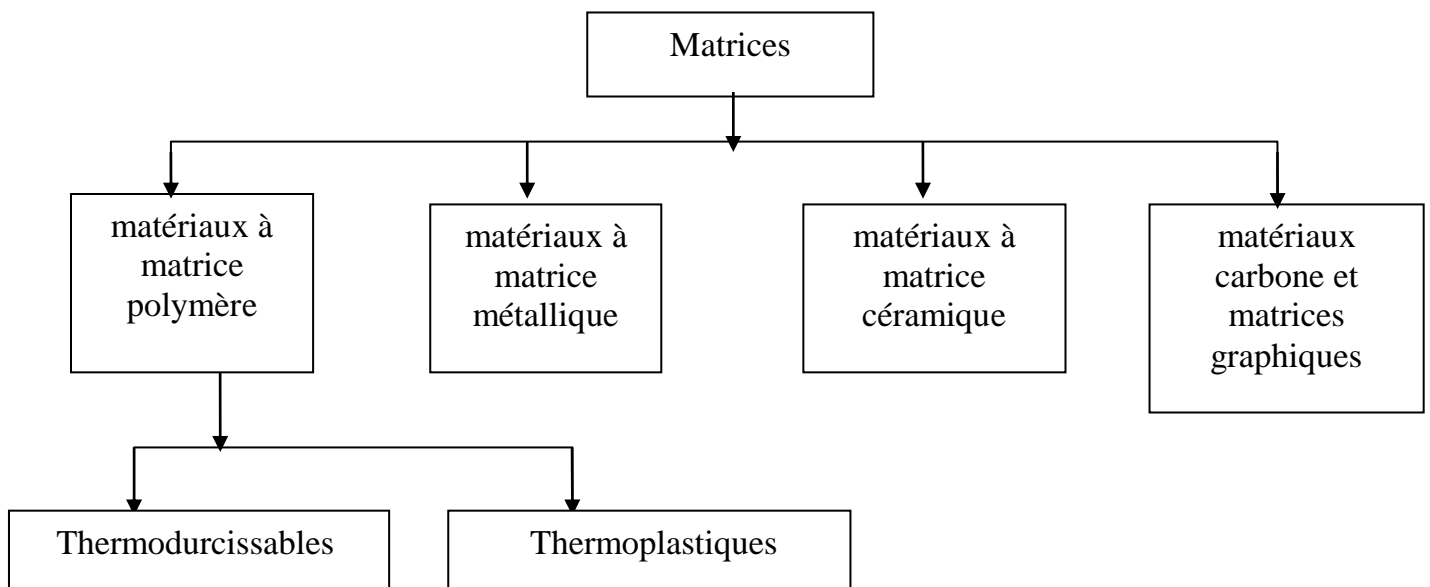 Matrices
matériaux à
matrice
polymère
matériaux à
matrice
métallique
matériaux à
matrice
céramique
matériaux
carbone et
matrices
graphiques
Thermodurcissables
Thermoplastiques